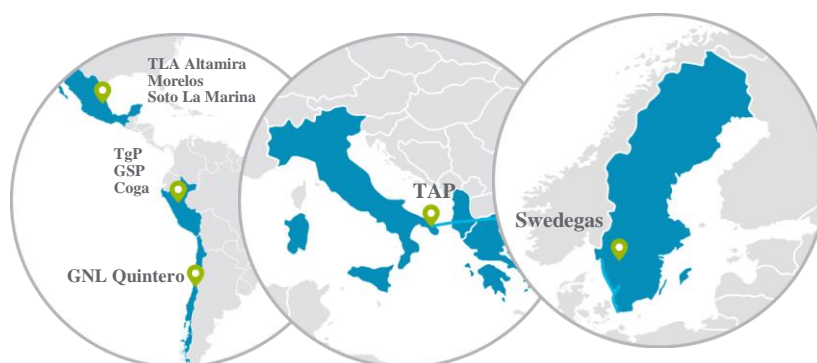 TLA Altamira
Morelos
Soto La Marina
TgP
GSP
Coga
GNL Quintero
TAP
Swedegas